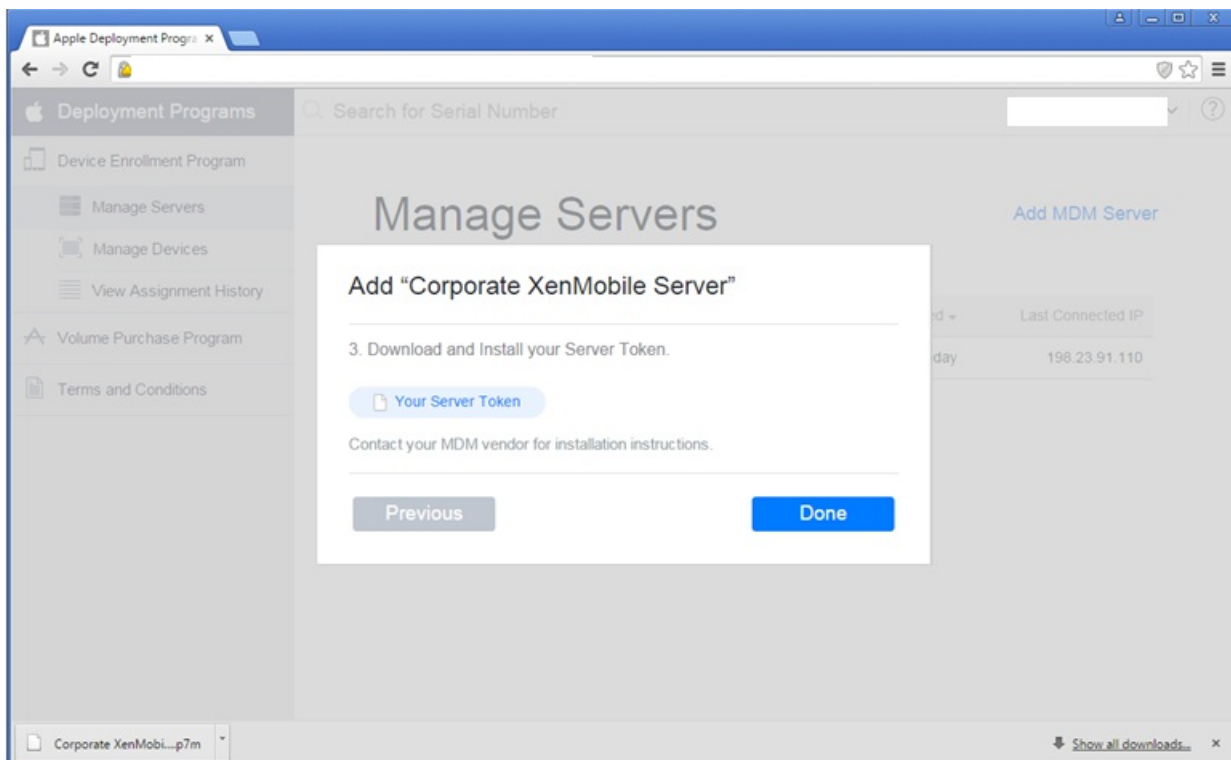 Apple Deployment Progra
Deployment Programs
Search for Serial Number
Device Enrollment Program
Manage Servers
Manage Devices
View Assignment History
Volume Purchase Program
Terms and Conditions
Manage Servers
Add MDM Server
Add “Corporate XenMobile Server”
3. Download and Install your Server Token.
Your Server Token
Contact your MDM vendor for installation instructions.
Previous
Done
ed
Last Connected IP
day
198.23.91.110
Corporate XenMobi....p7m
Show all downloads...